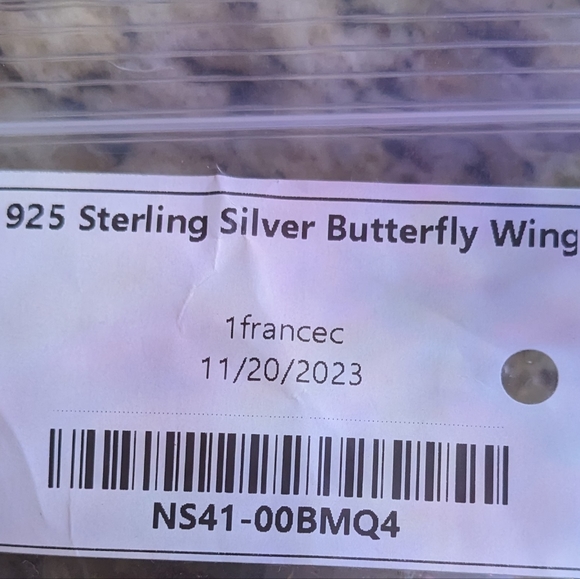 925 Sterling Silver Butterfly Wing
1francec
11/20/2023
NS41-00BMQ4